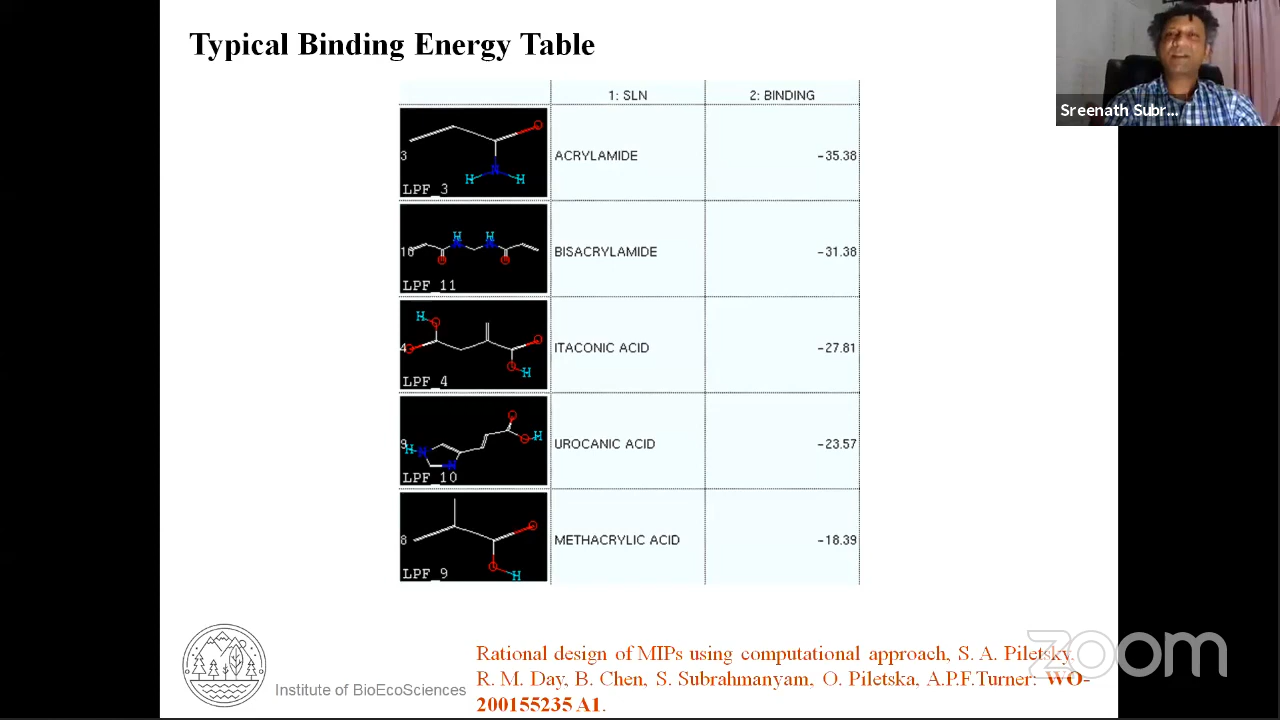 Typical Binding Energy Table
Sreenath Subr...
1: SLN 2: BINDING
3 O N H H
LPF_3 ACRYLAMIDE -35.38
H H N N O O
LPF_11 BISACRYLAMIDE -31.38
H O O O O H
LPF_4 ITACONIC ACID -27.81
O O H H N N
LPF_10 UROCANIC ACID -23.57
8 O O H
LPF_9 METHACRYLIC ACID -18.39
Institute of BioEcoSciences
Rational design of MIPs using computational approach, S. A. Piletsky.
R. M. Day, B. Chen, S. Subrahmanyam, O. Piletska, A.P.F.Turner: WO-
200155235 A1.
zoom